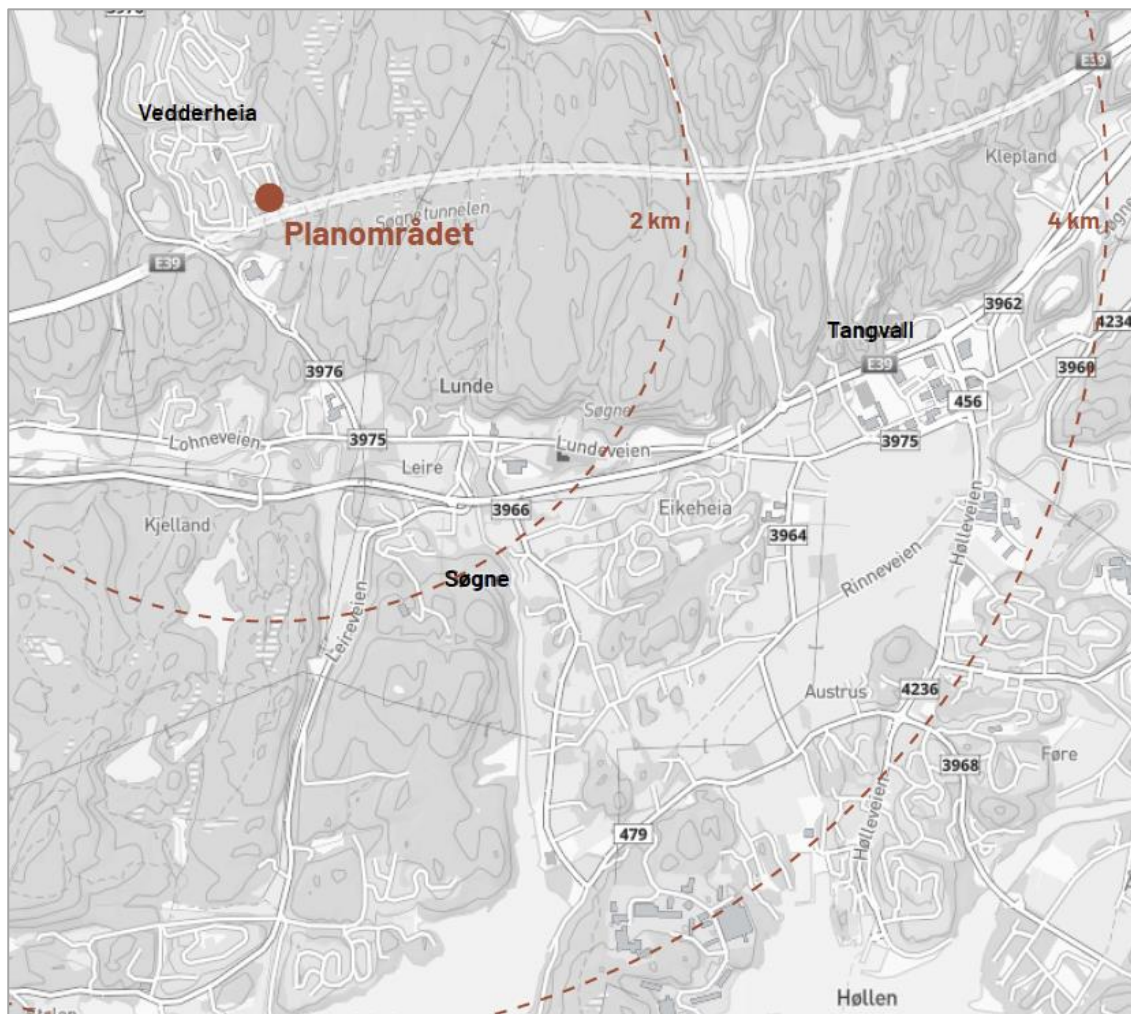 3976
E39
Vedderheia
Klepland
Søgnetunnelen
2 km
4 km
Planområdet
E39
3962
Tangvall
4234
E39
3960
3976
Lunde
456
Søgne
Lohneveien
3975
Lundeveien
3975
Leire
3966
Eikeheia
Kjelland
3964
Hølleveien
Rinneveien
Søgne
Leireveien
Austrus
4236
Føre
3968
479
Hølleveien
Høllen